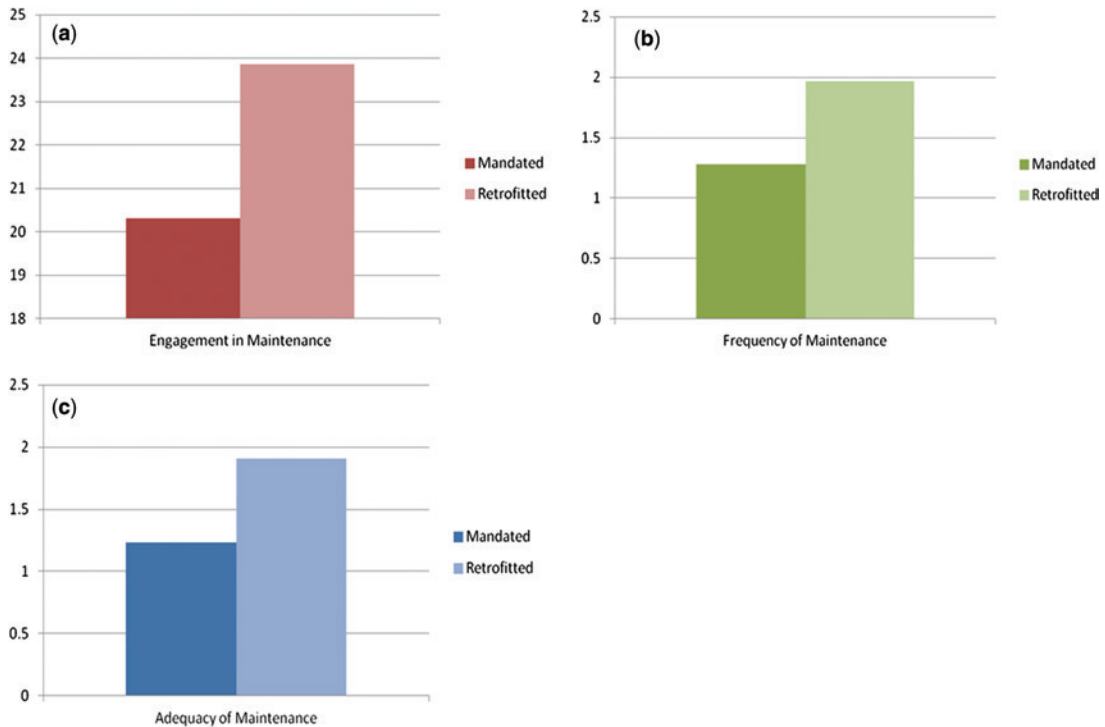 (a)
25
24
23
22
21
20
19
18
Engagement in Maintenance
Mandated
Retrofitted
(b)
2.5
2
1.5
1
0.5
0
Frequency of Maintenance
Mandated
Retrofitted
(c)
2.5
2
1.5
1
0.5
0
Adequacy of Maintenance
Mandated
Retrofitted